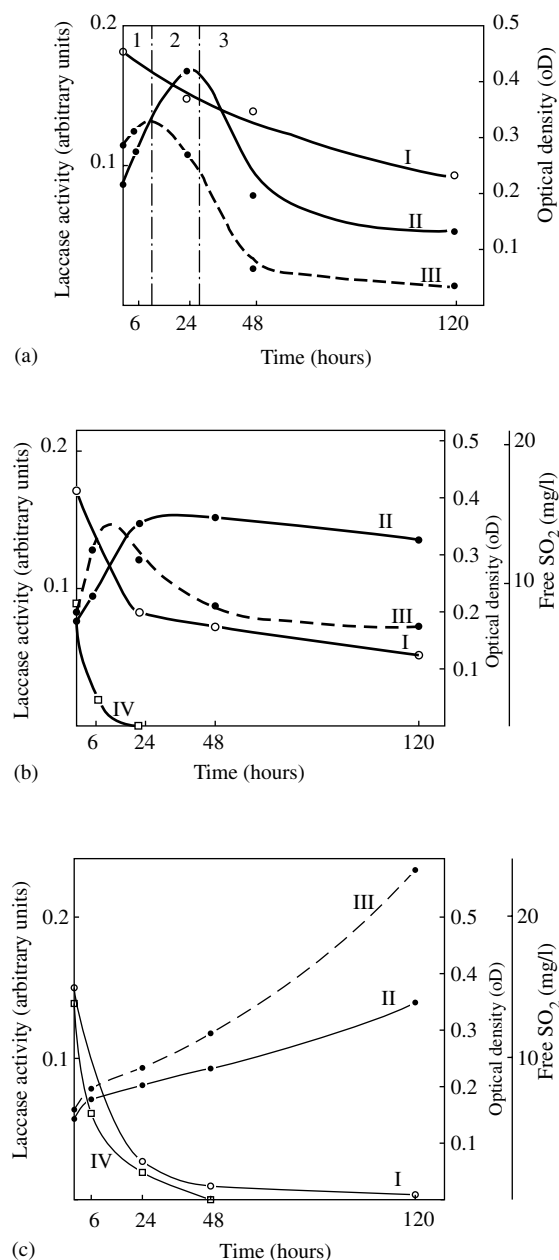 0.2
1 2 3
0.5
0.4
0.3
0.2
0.1
0.1
Laccase activity (arbitrary units)
Optical density (oD)
I
II
III
6 24 48 120
(a)
Time (hours)
0.2
0.1
Laccase activity (arbitrary units)
0.5
0.4
0.3
0.2
0.1
Optical density (oD)
20
10
Free SO2 (mg/l)
II
III
I
IV
6 24 48 120
(b)
Time (hours)
0.2
0.1
Laccase activity (arbitrary units)
0.5
0.4
0.3
0.2
0.1
Optical density (oD)
20
10
Free SO2 (mg/l)
III
II
IV
I
6 24 48 120
(c)
Time (hours)